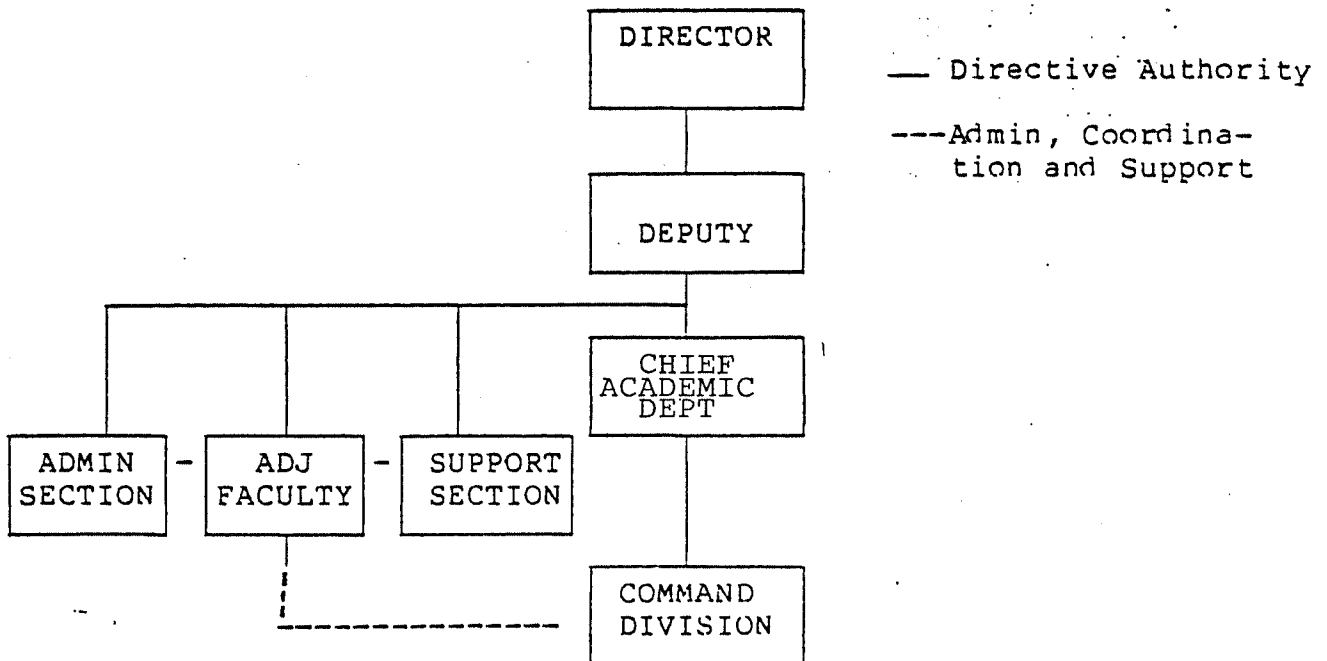 DIRECTOR
— Directive Authority
---Admin, Coordina-
tion and Support
DEPUTY
CHIEF
ACADEMIC
DEPT
ADMIN
SECTION
-
ADJ
FACULTY
-
SUPPORT
SECTION
COMMAND
DIVISION